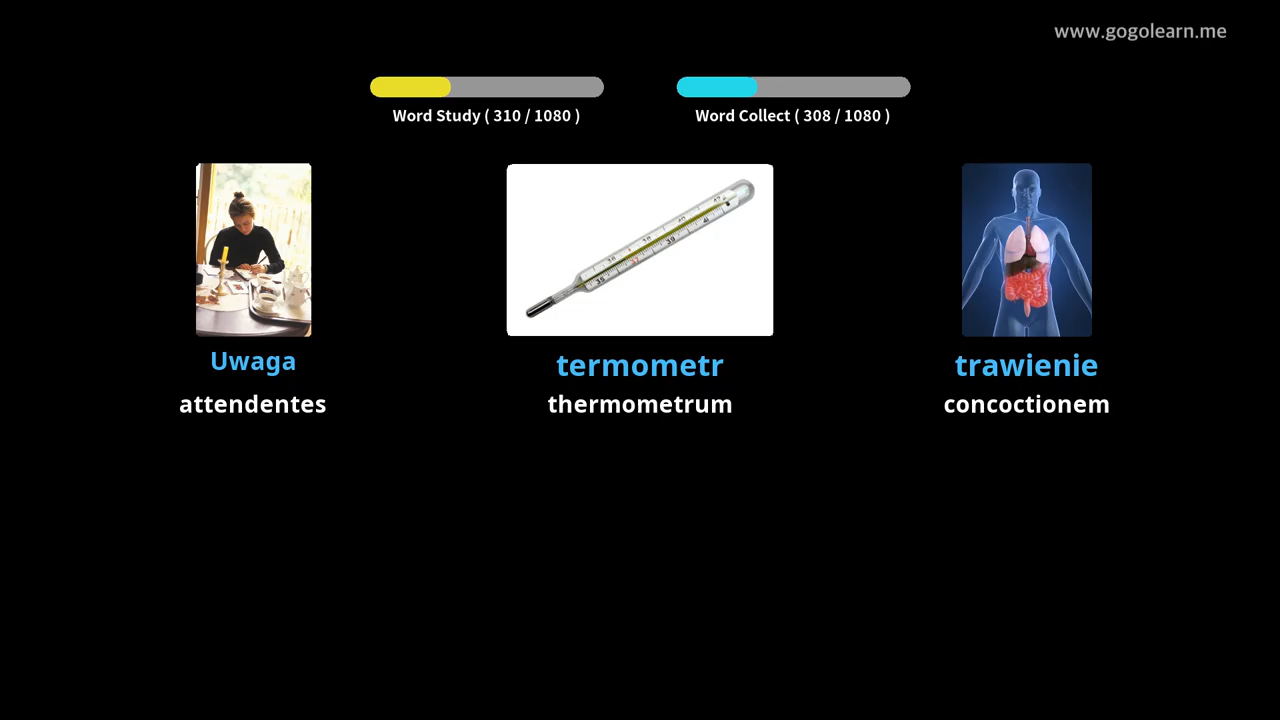 www.gogolearn.me
Word Study ( 310 / 1080 )
Word Collect ( 308 / 1080 )
Uwaga
termometr
trawienie
attendentes
thermometrum
concoctionem